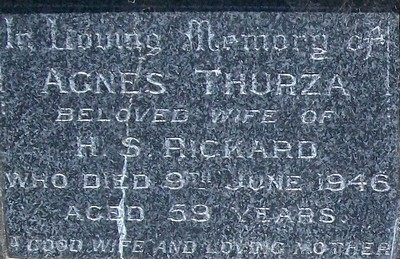 In Loving Memory of
AGNES THURZA
BELOVED WIFE OF
H. S. RICKARD
WHO DIED 9TH JUNE 1946
AGED 59 YEARS.
A GOOD WIFE AND LOVING MOTHER